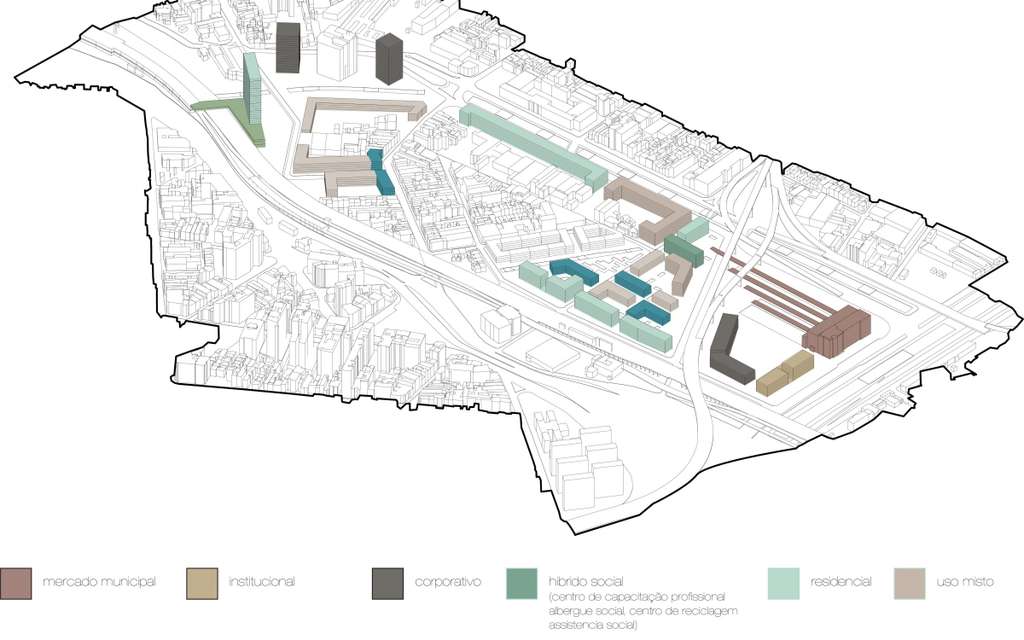 mercado municipal
institucional
corporativo
híbrido social
(centro de capacitação profissional
albergue social, centro de reciclagem
assistencia social)
residencial
uso misto